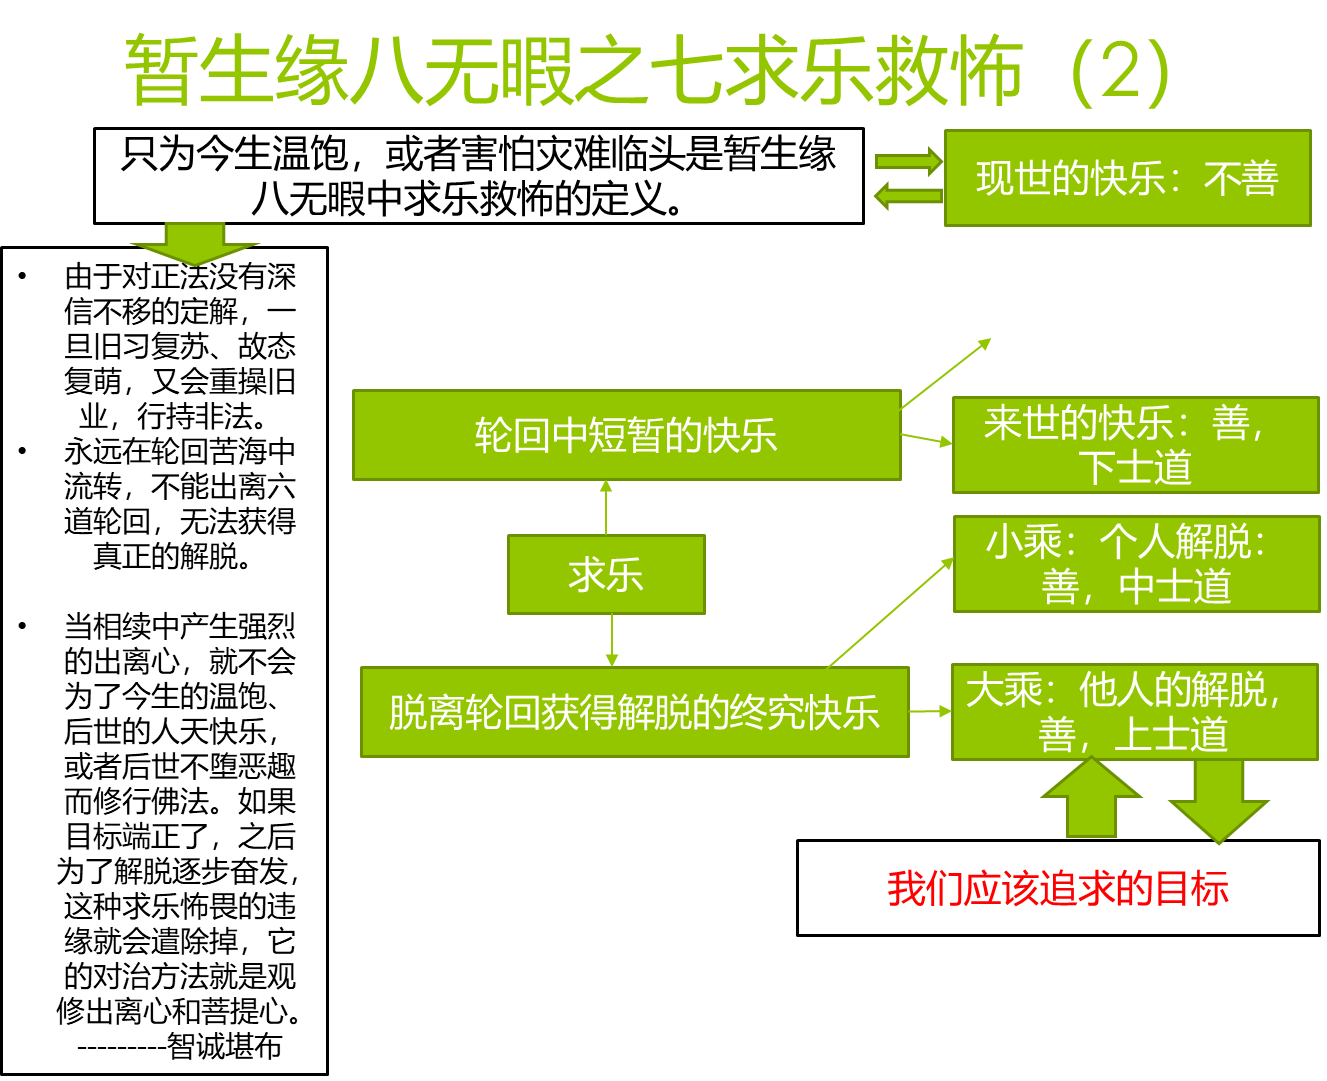 暂生缘八无暇之七求乐救怖（2）
只为今生温饱，或者害怕灾难临头是暂生缘
八无暇中求乐救怖的定义。
现世的快乐：不善
• 由于对正法没有深
信不移的定解，一
旦旧习复苏、故态
复萌，又会重操旧
业，行持非法。
• 永远在轮回苦海中
流转，不能出离六
道轮回，无法获得
真正的解脱。
• 当相续中产生强烈
的出离心，就不会
为了今生的温饱、
后世的人天快乐，
或者后世不堕恶趣
而修行佛法。如果
目标端正了，之后
为了解脱逐步奋发，
这种求乐怖畏的违
缘就会遣除掉，它
的对治方法就是观
修出离心和菩提心。
---------智诚堪布
轮回中短暂的快乐
来世的快乐：善，
下士道
求乐
小乘：个人解脱：
善，中士道
脱离轮回获得解脱的终究快乐
大乘：他人的解脱，
善，上士道
我们应该追求的目标